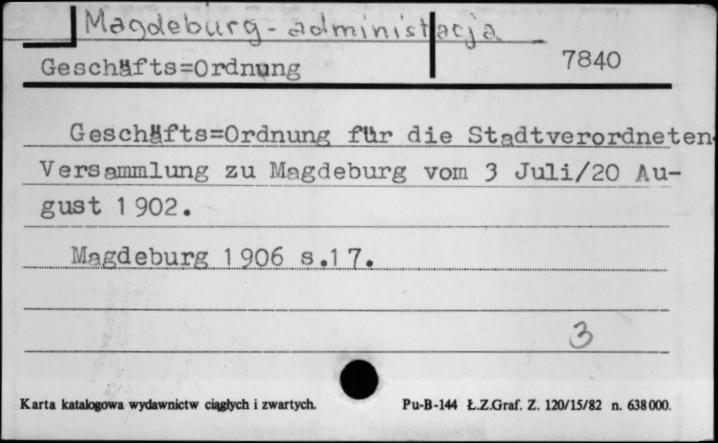 Magdeburg - administacja
Geschäfts=Ordnung
7840
Geschäfts=Ordnung für die Stadtverordneten-
Versammlung zu Magdeburg vom 3 Juli/20 Au-
gust 1902.
Magdeburg 1906 s.17.
3
Karta katalogowa wydawnictw ciągłych i zwartych.
Pu-B-144 Ł.Z.Graf. Z. 120/15/82 n. 638000.